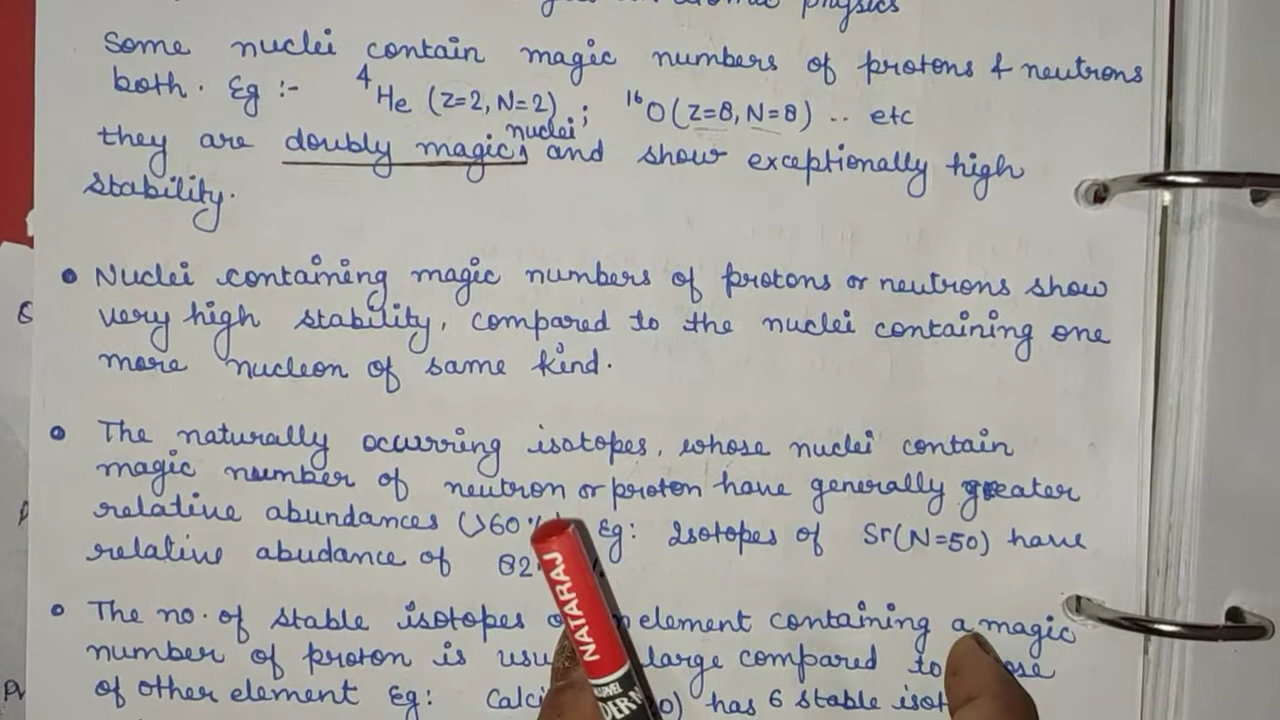 physics
some nuclei contain magic numbers of protons & neutrons
both. Eg :- ⁴He (Z=2, N=2) ; ¹⁶O (Z=8, N=8) .. etc
they are doubly magic nuclei, and show exceptionally high
stability.
• Nuclei containing magic numbers of protons or neutrons show
very high stability, compared to the nuclei containing one
more nucleon of same kind.
• The naturally ocurring isotopes, whose nuclei contain
magic number of neutron or proton have generally greater
relative abundances (>60% Eg: Isotopes of Sr(N=50) have
relative abudance of 82
• The no. of stable isotopes element containing a magic
number of proton is large compared to
of other element Eg: has 6 stable
NATARAJ